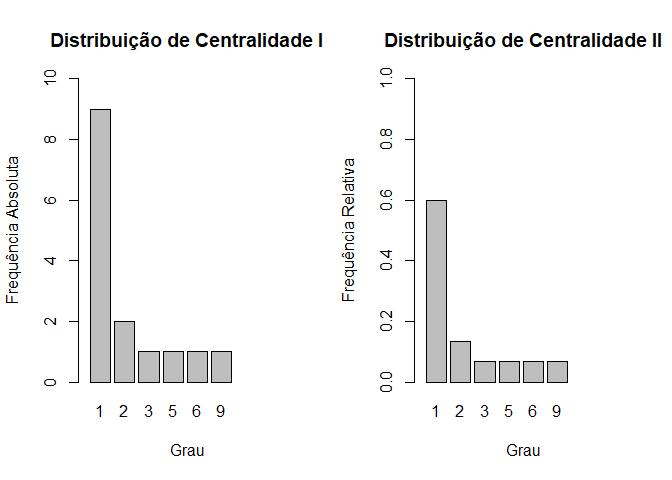 Distribuição de Centralidade I
Frequência Absoluta
0 2 4 6 8 10
1 2 3 5 6 9
Grau
Distribuição de Centralidade II
Frequência Relativa
0.0 0.2 0.4 0.6 0.8 1.0
1 2 3 5 6 9
Grau